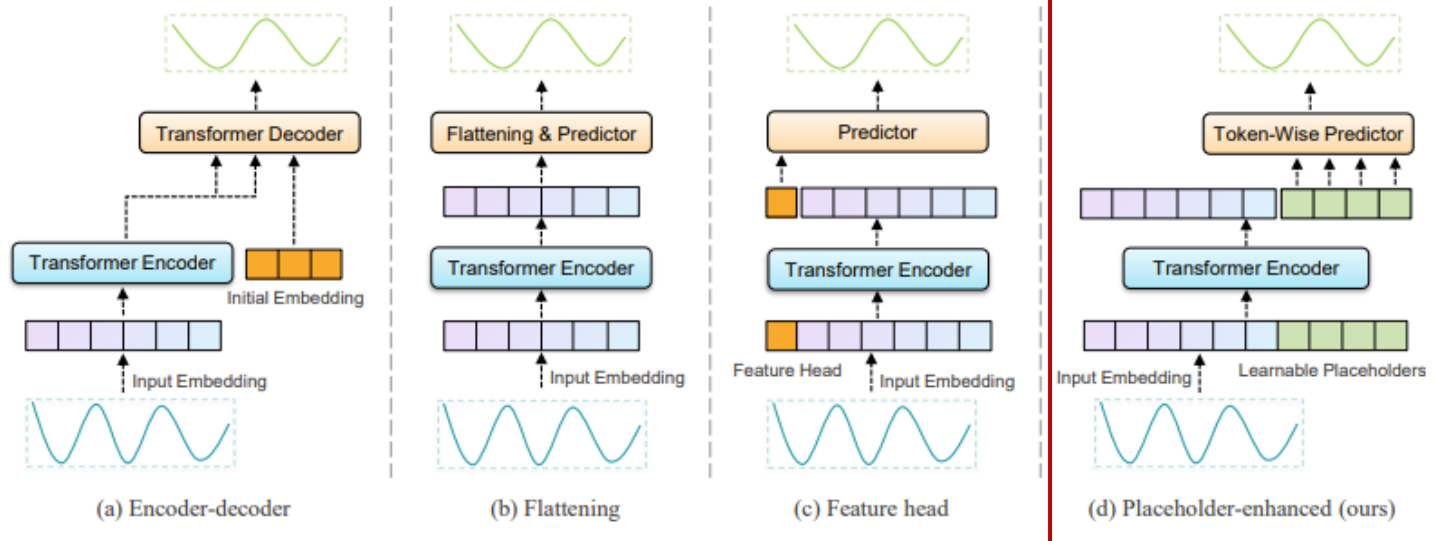 Transformer Decoder
Transformer Encoder
Initial Embedding
Input Embedding
(a) Encoder-decoder
Flattening & Predictor
Transformer Encoder
Input Embedding
(b) Flattening
Predictor
Transformer Encoder
Feature Head
Input Embedding
(c) Feature head
Token-Wise Predictor
Transformer Encoder
Input Embedding
Learnable Placeholders
(d) Placeholder-enhanced (ours)